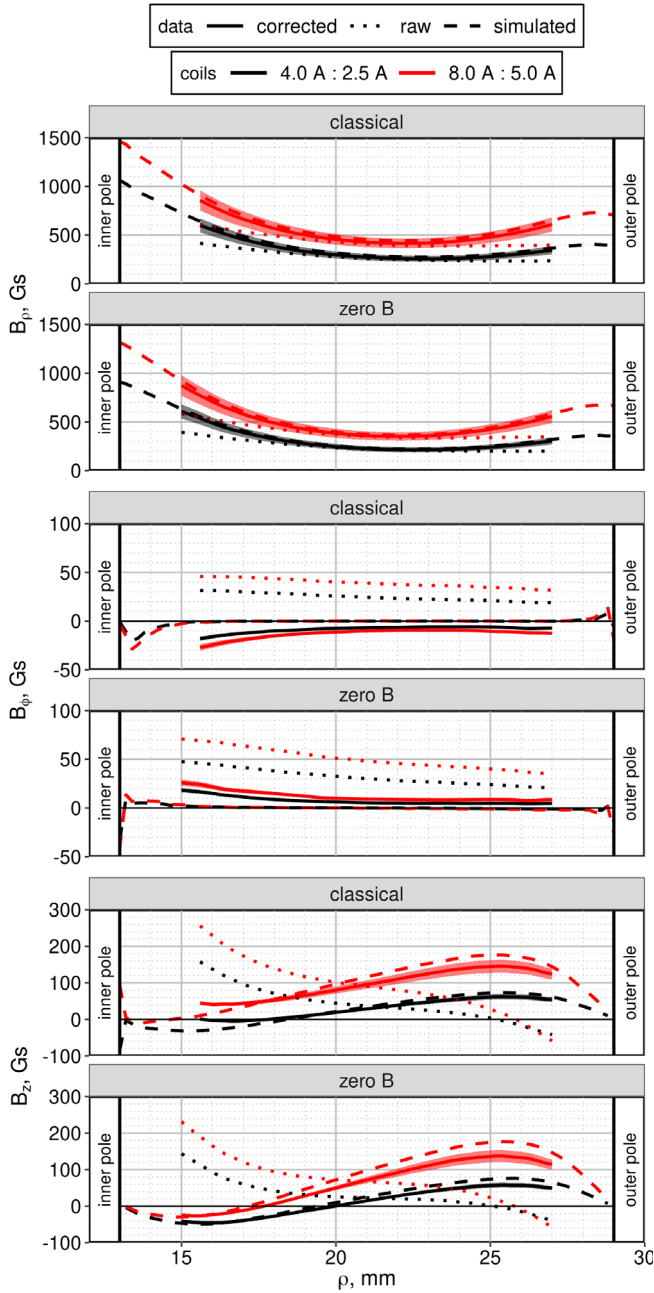 data corrected raw simulated
coils 4.0 A : 2.5 A 8.0 A : 5.0 A
classical
1500
1000
500
0
inner pole
outer pole
zero B
1500
1000
500
0
inner pole
outer pole
Bρ, Gs
classical
100
50
0
-50
inner pole
outer pole
zero B
100
50
0
-50
inner pole
outer pole
Bϕ, Gs
classical
300
200
100
0
-100
inner pole
outer pole
zero B
300
200
100
0
-100
inner pole
outer pole
Bz, Gs
15 20 25 30
ρ, mm